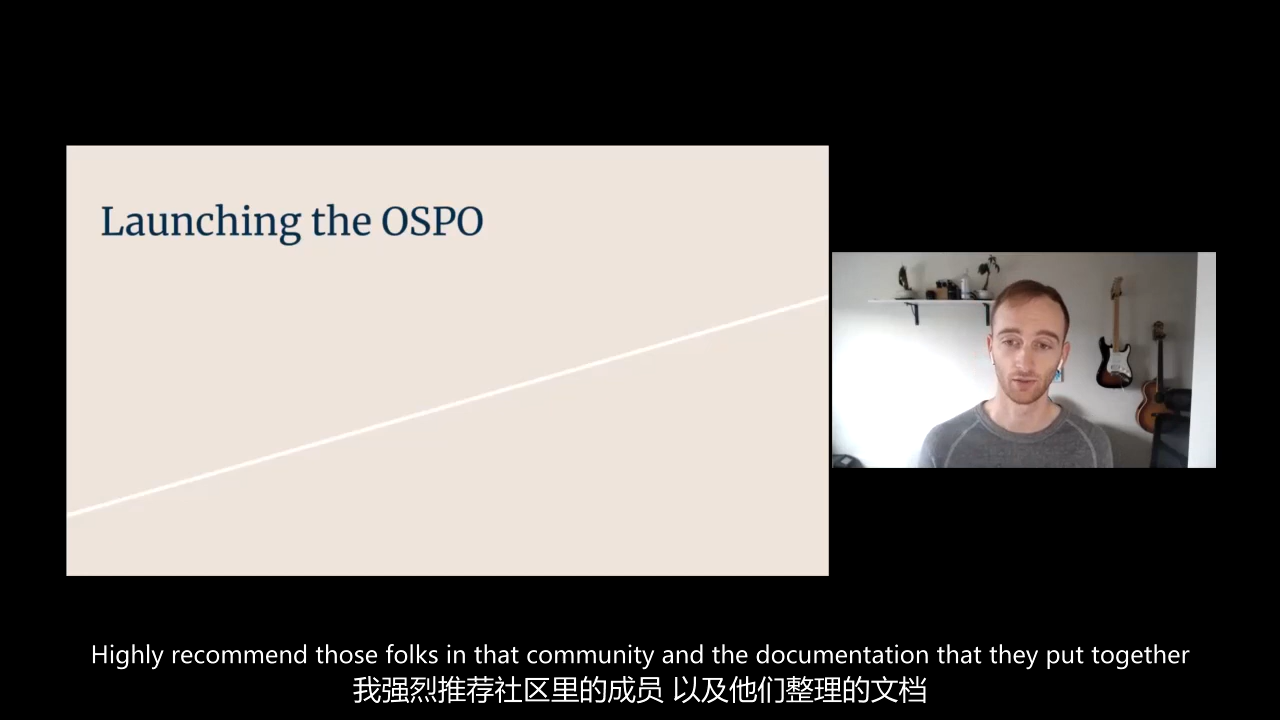 Launching the OSPO
Highly recommend those folks in that community and the documentation that they put together
我强烈推荐社区里的成员 以及他们整理的文档